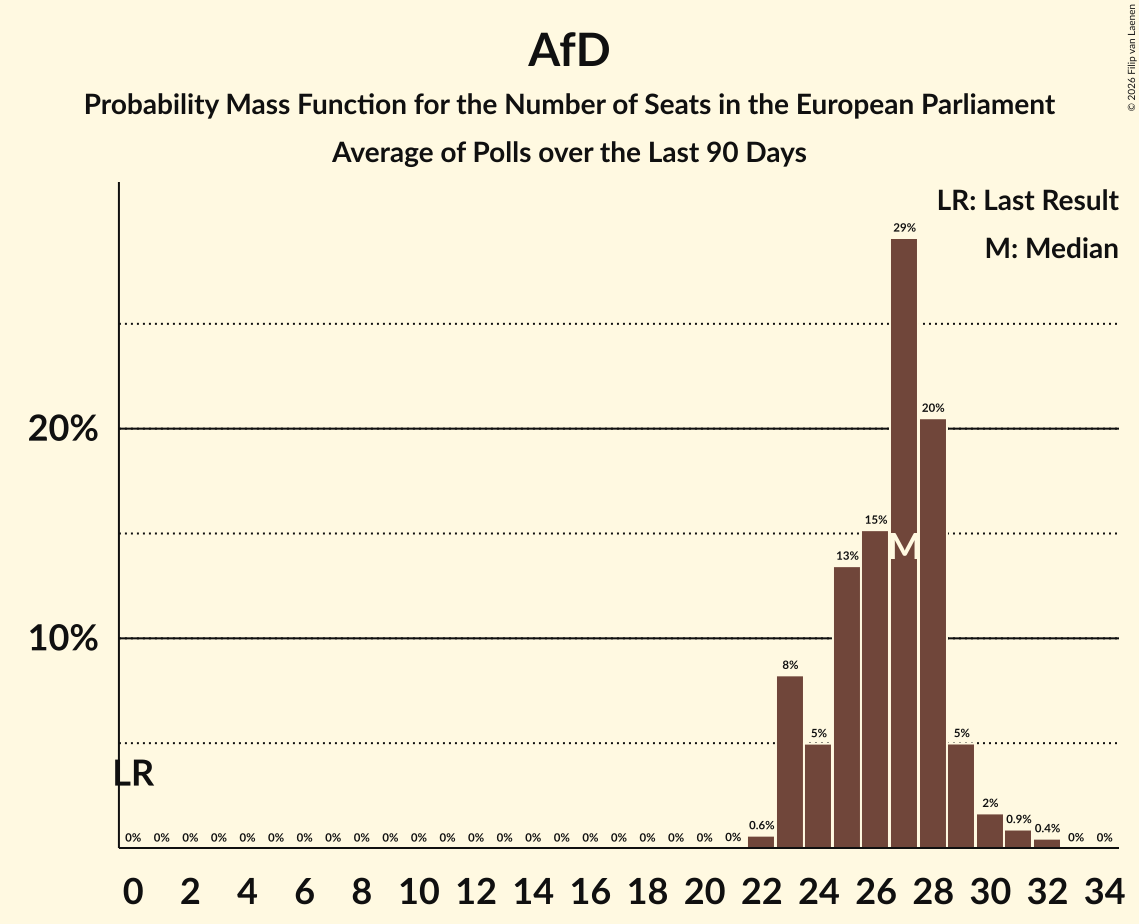 AfD
Probability Mass Function for the Number of Seats in the European Parliament
Average of Polls over the Last 90 Days
© 2026 Filip van Laenen
LR: Last Result
M: Median
20%
10%
LR
M
0% 0% 0% 0% 0% 0% 0% 0% 0% 0% 0% 0% 0% 0% 0% 0% 0% 0% 0% 0% 0% 0% 0.6% 8% 5% 13% 15% 29% 20% 5% 2% 0.9% 0.4% 0% 0%
0 2 4 6 8 10 12 14 16 18 20 22 24 26 28 30 32 34